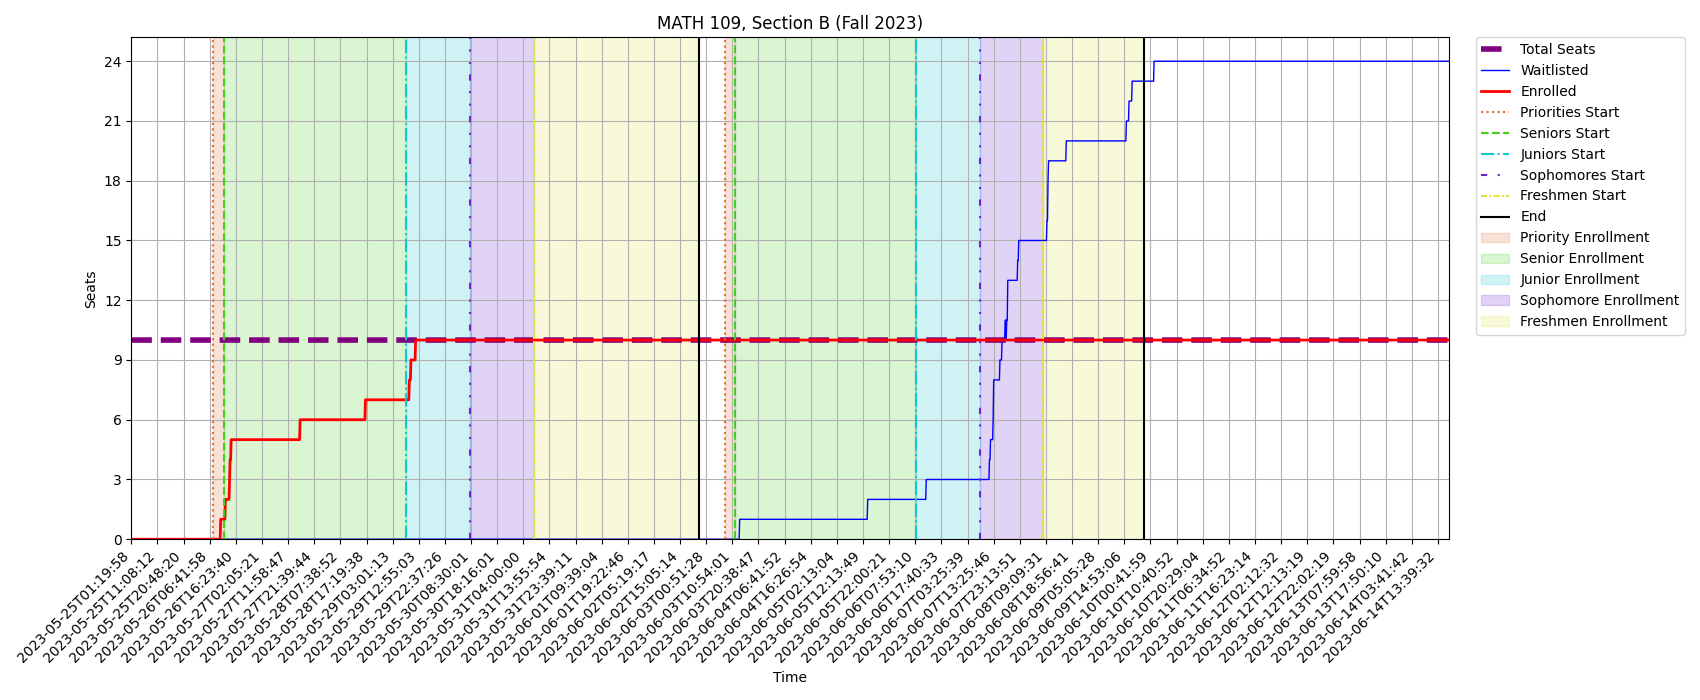 MATH 109, Section B (Fall 2023)
Seats
24
21
18
15
12
9
6
3
0
2023-05-25T01:19:58
2023-05-25T11:08:12
2023-05-25T20:48:20
2023-05-26T06:41:58
2023-05-26T16:23:40
2023-05-27T02:05:21
2023-05-27T11:58:47
2023-05-27T21:39:44
2023-05-28T07:38:52
2023-05-28T17:19:38
2023-05-29T03:01:13
2023-05-29T12:55:03
2023-05-29T22:37:26
2023-05-30T08:30:01
2023-05-30T18:16:01
2023-05-31T04:00:00
2023-05-31T13:55:54
2023-05-31T23:39:11
2023-06-01T09:39:04
2023-06-01T19:22:46
2023-06-02T05:19:17
2023-06-02T15:05:14
2023-06-03T00:51:28
2023-06-03T10:54:01
2023-06-03T20:38:47
2023-06-04T06:41:52
2023-06-04T16:26:54
2023-06-05T02:13:04
2023-06-05T12:13:49
2023-06-05T22:00:21
2023-06-06T07:53:10
2023-06-06T17:40:33
2023-06-07T03:25:39
2023-06-07T13:25:46
2023-06-07T23:13:51
2023-06-08T09:09:31
2023-06-08T18:56:41
2023-06-09T05:05:28
2023-06-09T14:53:06
2023-06-10T00:41:59
2023-06-10T10:40:52
2023-06-10T20:29:04
2023-06-11T06:34:52
2023-06-11T16:23:14
2023-06-12T02:12:32
2023-06-12T12:13:19
2023-06-12T22:02:19
2023-06-13T07:59:58
2023-06-13T17:50:10
2023-06-14T03:41:42
2023-06-14T13:39:32
Time
Total Seats
Waitlisted
Enrolled
Priorities Start
Seniors Start
Juniors Start
Sophomores Start
Freshmen Start
End
Priority Enrollment
Senior Enrollment
Junior Enrollment
Sophomore Enrollment
Freshmen Enrollment